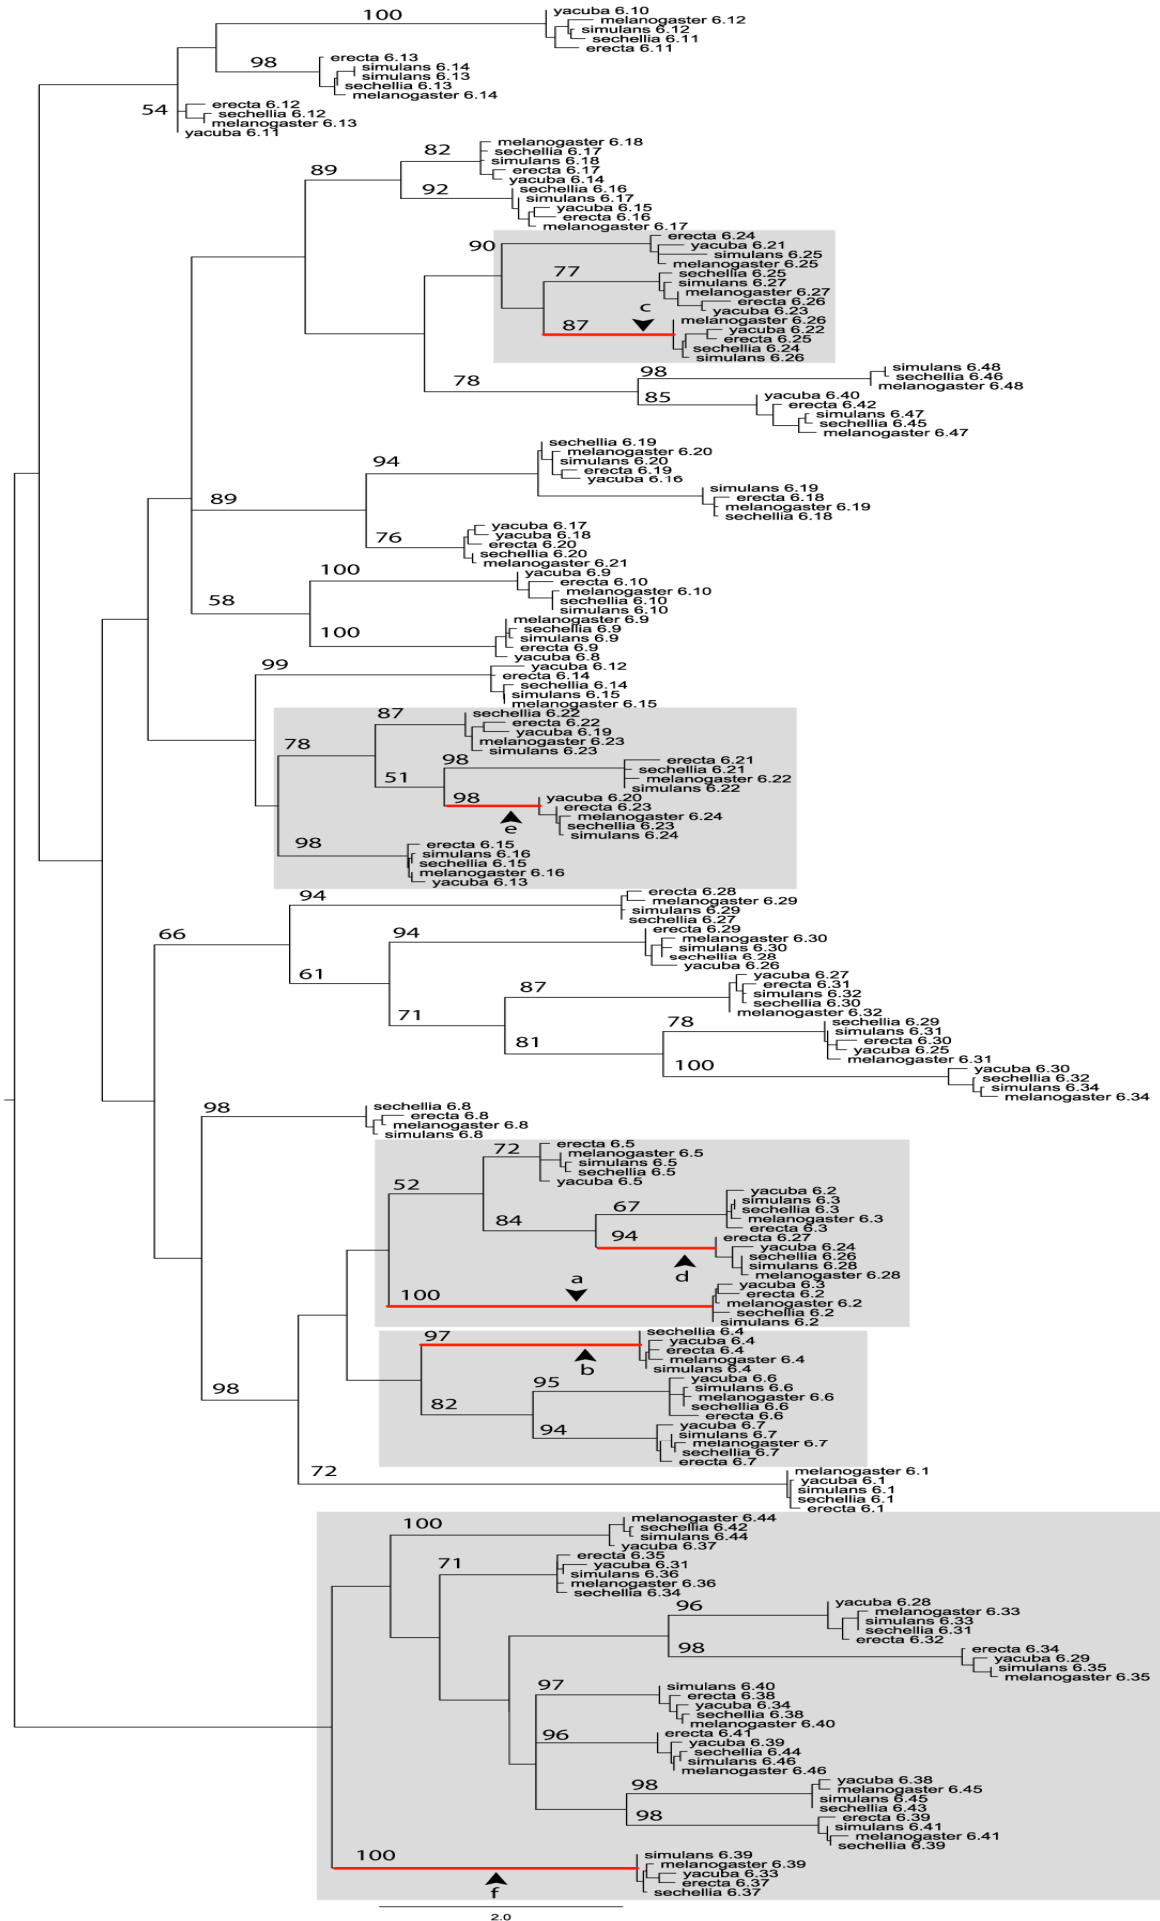 yacuba 6.10
100
melanogaster 6.12
simulans 6.12
sechellia 6.11
erecta 6.11
erecta 6.13
98
simulans 6.14
simulans 6.13
sechellia 6.13
melanogaster 6.14
erecta 6.12
54
sechellia 6.12
melanogaster 6.13
yacuba 6.11
melanogaster 6.18
82
sechellia 6.17
simulans 6.18
erecta 6.17
89
yacuba 6.14
92
sechellia 6.16
simulans 6.17
yacuba 6.15
erecta 6.16
melanogaster 6.17
erecta 6.24
90
yacuba 6.21
simulans 6.25
melanogaster 6.25
77
sechellia 6.25
simulans 6.27
melanogaster 6.27
erecta 6.26
c
yacuba 6.23
87
melanogaster 6.26
yacuba 6.22
erecta 6.25
sechellia 6.24
simulans 6.26
simulans 6.48
98
sechellia 6.46
78
melanogaster 6.48
85
yacuba 6.40
erecta 6.42
simulans 6.47
sechellia 6.45
melanogaster 6.47
sechellia 6.19
melanogaster 6.20
94
simulans 6.20
erecta 6.19
yacuba 6.16
simulans 6.19
89
erecta 6.18
melanogaster 6.19
sechellia 6.18
yacuba 6.17
yacuba 6.18
76
erecta 6.20
sechellia 6.20
melanogaster 6.21
100
yacuba 6.9
erecta 6.10
melanogaster 6.10
58
sechellia 6.10
simulans 6.10
melanogaster 6.9
100
sechellia 6.9
simulans 6.9
erecta 6.9
yacuba 6.8
99
yacuba 6.12
erecta 6.14
sechellia 6.14
simulans 6.15
melanogaster 6.15
87
sechellia 6.22
erecta 6.22
yacuba 6.19
78
melanogaster 6.23
simulans 6.23
98
erecta 6.21
sechellia 6.21
51
melanogaster 6.22
simulans 6.22
98
yacuba 6.20
erecta 6.23
melanogaster 6.24
e
sechellia 6.23
simulans 6.24
98
erecta 6.15
simulans 6.16
sechellia 6.15
melanogaster 6.16
yacuba 6.13
94
erecta 6.28
melanogaster 6.29
simulans 6.29
sechellia 6.27
66
94
erecta 6.29
melanogaster 6.30
simulans 6.30
sechellia 6.28
61
yacuba 6.26
87
yacuba 6.27
erecta 6.31
simulans 6.32
sechellia 6.30
71
melanogaster 6.32
78
sechellia 6.29
simulans 6.31
81
erecta 6.30
yacuba 6.25
melanogaster 6.31
100
yacuba 6.30
sechellia 6.32
simulans 6.34
melanogaster 6.34
98
sechellia 6.8
erecta 6.8
melanogaster 6.8
simulans 6.8
72
erecta 6.5
melanogaster 6.5
simulans 6.5
sechellia 6.5
52
yacuba 6.5
yacuba 6.2
67
simulans 6.3
sechellia 6.3
84
melanogaster 6.3
erecta 6.3
94
erecta 6.27
yacuba 6.24
sechellia 6.26
simulans 6.28
d
melanogaster 6.28
a
yacuba 6.3
100
erecta 6.2
melanogaster 6.2
sechellia 6.2
simulans 6.2
97
sechellia 6.4
yacuba 6.4
erecta 6.4
melanogaster 6.4
b
simulans 6.4
95
yacuba 6.6
98
simulans 6.6
melanogaster 6.6
82
sechellia 6.6
erecta 6.6
94
yacuba 6.7
simulans 6.7
melanogaster 6.7
sechellia 6.7
erecta 6.7
72
melanogaster 6.1
yacuba 6.1
simulans 6.1
sechellia 6.1
erecta 6.1
100
melanogaster 6.44
sechellia 6.42
simulans 6.44
yacuba 6.37
71
erecta 6.35
yacuba 6.31
simulans 6.36
melanogaster 6.36
sechellia 6.34
96
yacuba 6.28
melanogaster 6.33
simulans 6.33
sechellia 6.31
erecta 6.32
98
erecta 6.34
yacuba 6.29
simulans 6.35
melanogaster 6.35
97
simulans 6.40
erecta 6.38
yacuba 6.34
sechellia 6.38
melanogaster 6.40
96
erecta 6.41
yacuba 6.39
sechellia 6.44
simulans 6.46
melanogaster 6.46
98
yacuba 6.38
melanogaster 6.45
simulans 6.45
sechellia 6.43
98
erecta 6.39
simulans 6.41
melanogaster 6.41
sechellia 6.39
100
simulans 6.39
melanogaster 6.39
yacuba 6.33
erecta 6.37
f
sechellia 6.37
2.0